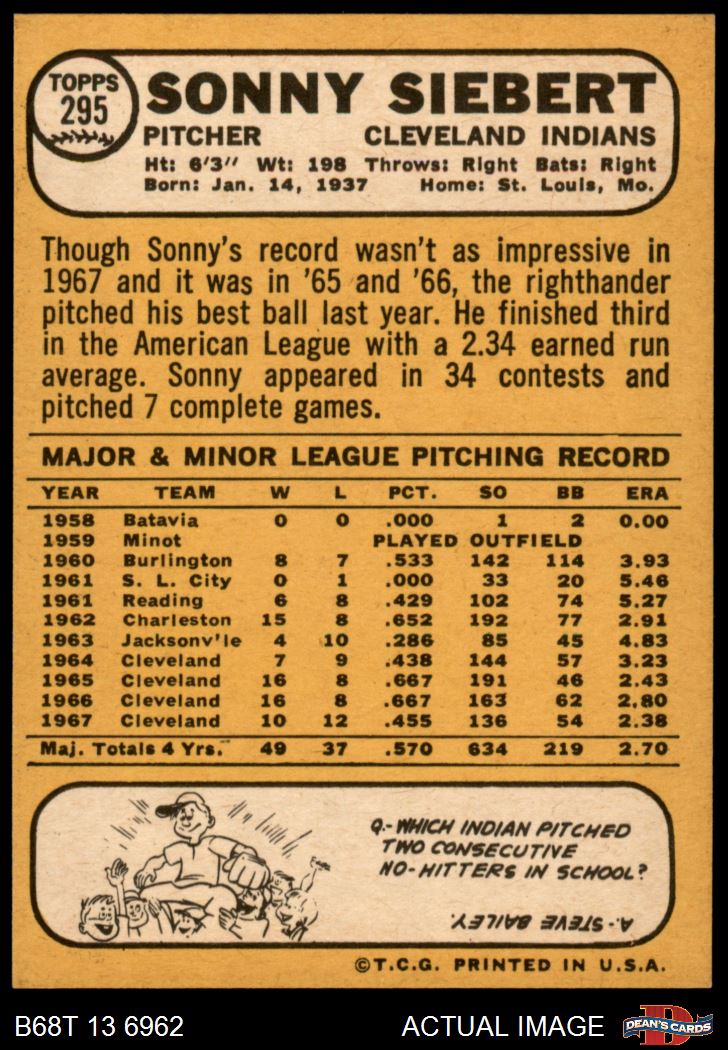 TOPPS
295
SONNY SIEBERT
PITCHER CLEVELAND INDIANS
Ht: 6'3" Wt: 198 Throws: Right Bats: Right
Born: Jan. 14, 1937 Home: St. Louis, Mo.
Though Sonny's record wasn't as impressive in
1967 and it was in '65 and '66, the righthander
pitched his best ball last year. He finished third
in the American League with a 2.34 earned run
average. Sonny appeared in 34 contests and
pitched 7 complete games.
MAJOR & MINOR LEAGUE PITCHING RECORD
YEAR TEAM W L PCT. SO BB ERA
1958 Batavia 0 0 .000 1 2 0.00
1959 Minot PLAYED OUTFIELD
1960 Burlington 8 7 .533 142 114 3.93
1961 S. L. City 0 1 .000 33 20 5.46
1961 Reading 6 8 .429 102 74 5.27
1962 Charleston 15 8 .652 192 77 2.91
1963 Jacksonv'le 4 10 .286 85 45 4.83
1964 Cleveland 7 9 .438 144 57 3.23
1965 Cleveland 16 8 .667 191 46 2.43
1966 Cleveland 16 8 .667 163 62 2.80
1967 Cleveland 10 12 .455 136 54 2.38
Maj. Totals 4 Yrs. 49 37 .570 634 219 2.70
Q.- WHICH INDIAN PITCHED
TWO CONSECUTIVE
NO-HITTERS IN SCHOOL?
A.- STEVE BAILEY.
©T.C.G. PRINTED IN U.S.A.
B68T 13 6962 ACTUAL IMAGE
D
DEAN'S CARDS